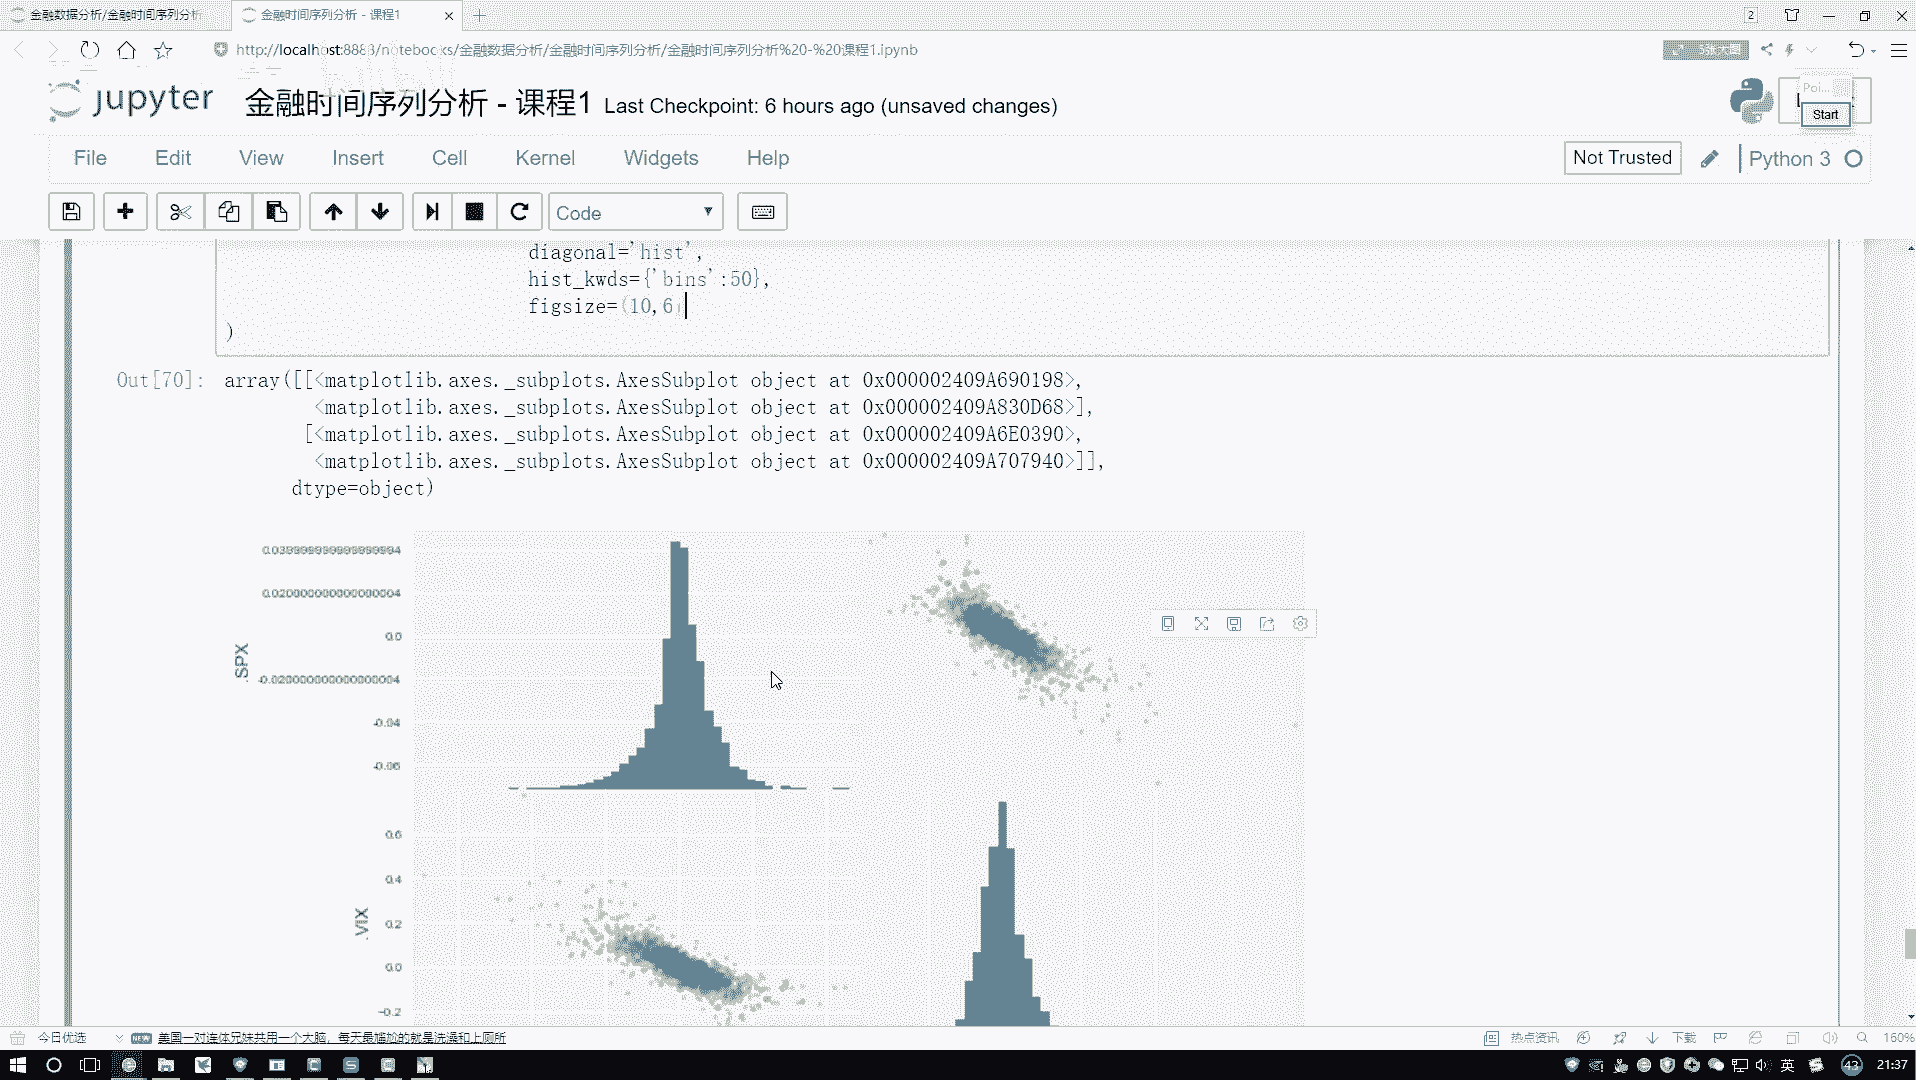 金融数据分析/金融时间序列分析
金融时间序列分析 - 课程1
2
http://localhost:8888/notebooks/金融数据分析/金融时间序列分析/金融时间序列分析%20-%20课程1.ipynb
jupyter 金融时间序列分析 - 课程1 Last Checkpoint: 6 hours ago (unsaved changes)
Poi...
Start
File Edit View Insert Cell Kernel Widgets Help
Not Trusted
Python 3
Code
diagonal='hist',
hist_kwds={'bins':50},
figsize=(10,6)
)
Out[70]: array([[<matplotlib.axes._subplots.AxesSubplot object at 0x000002409A690198>,
<matplotlib.axes._subplots.AxesSubplot object at 0x000002409A830D68>],
[<matplotlib.axes._subplots.AxesSubplot object at 0x000002409A6E0390>,
<matplotlib.axes._subplots.AxesSubplot object at 0x000002409A707940>]],
dtype=object)
0.020000000000000004
0.0
.SPX
-0.020000000000000004
-0.04
-0.06
0.6
0.4
.VIX
0.2
0.0
-0.2
今日优选
NEW
美国一对连体兄妹共用一个大脑，每天最尴尬的就是洗澡和上厕所
热点资讯
下载
160%
英
43
21:37